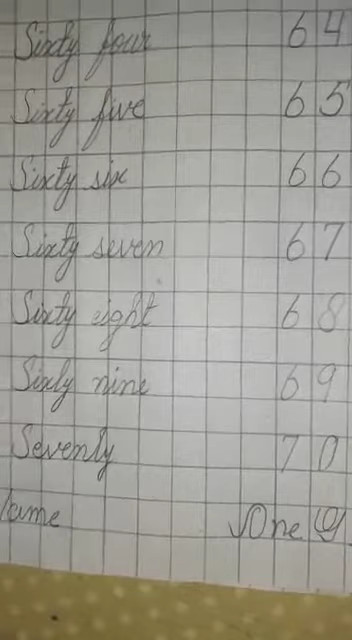 Sixty four 64
Sixty five 65
Sixty six 66
Sixty seven 67
Sixty eight 68
Sixty nine 69
Seventy 70
One